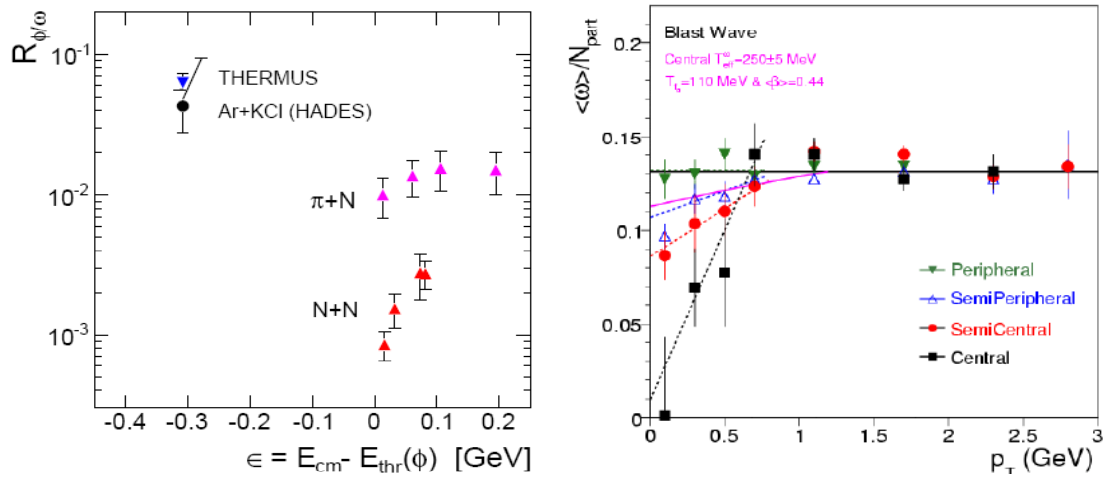 R_ϕ/ω
10⁻¹
10⁻²
10⁻³
THERMUS
Ar+KCl (HADES)
π+N
N+N
-0.4 -0.3 -0.2 -0.1 0 0.1 0.2
∈ = E_cm- E_thr(ϕ) [GeV]
<ω>/N_part
0.2
0.15
0.1
0.05
0
Blast Wave
Central T_eff^ω=250±5 MeV
&<β>=0.44
Peripheral
SemiPeripheral
SemiCentral
Central
0 0.5 1 1.5 2 2.5 3
p_T (GeV)